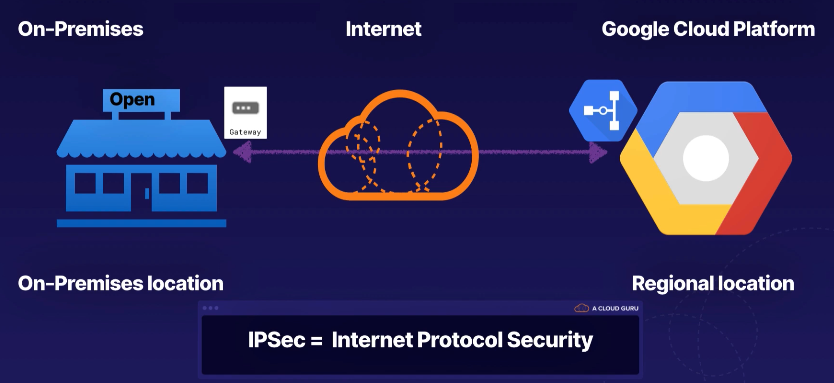 On-Premises
Internet
Google Cloud Platform
Open
Gateway
On-Premises location
Regional location
A CLOUD GURU
IPSec = Internet Protocol Security